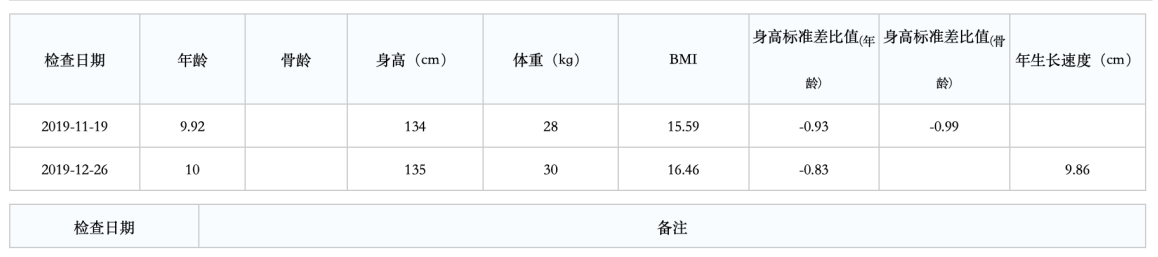 检查日期 年龄 骨龄 身高（cm） 体重（kg） BMI 身高标准差比值(年龄) 身高标准差比值(骨龄) 年生长速度（cm）
2019-11-19 9.92 134 28 15.59 -0.93 -0.99
2019-12-26 10 135 30 16.46 -0.83 9.86
检查日期 备注